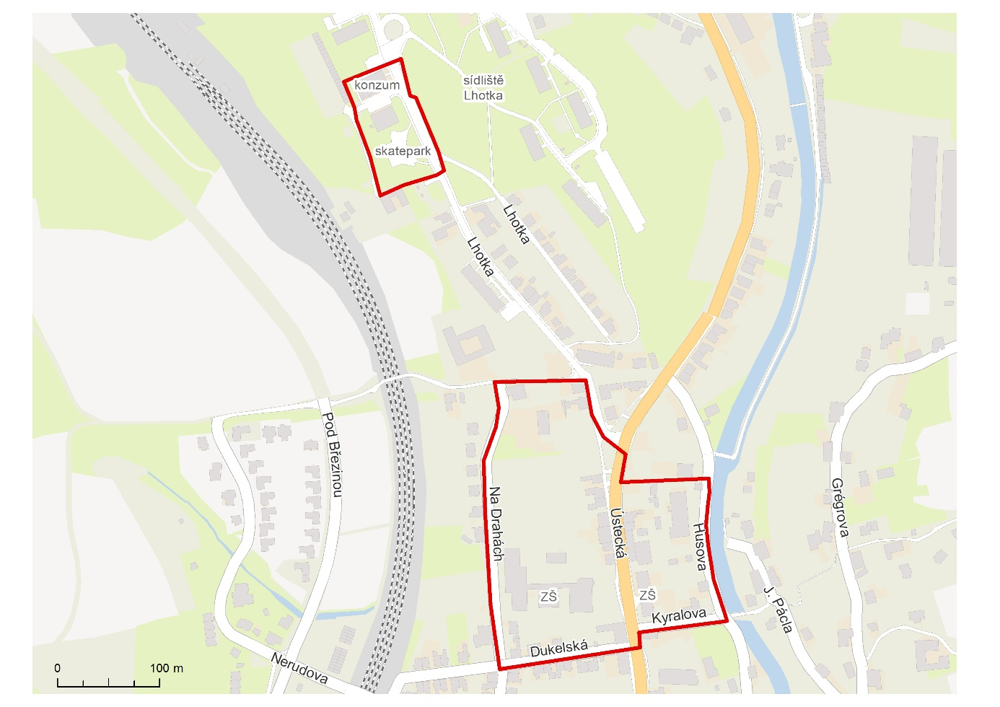 konzum
sídliště
Lhotka
skatepark
Lhotka
Lhotka
Pod Březinou
Na Drahách
Ústecká
Husova
Grégrova
ZŠ
ZŠ
J. Pácla
Kyralova
Dukelská
Nerudova
0 100 m